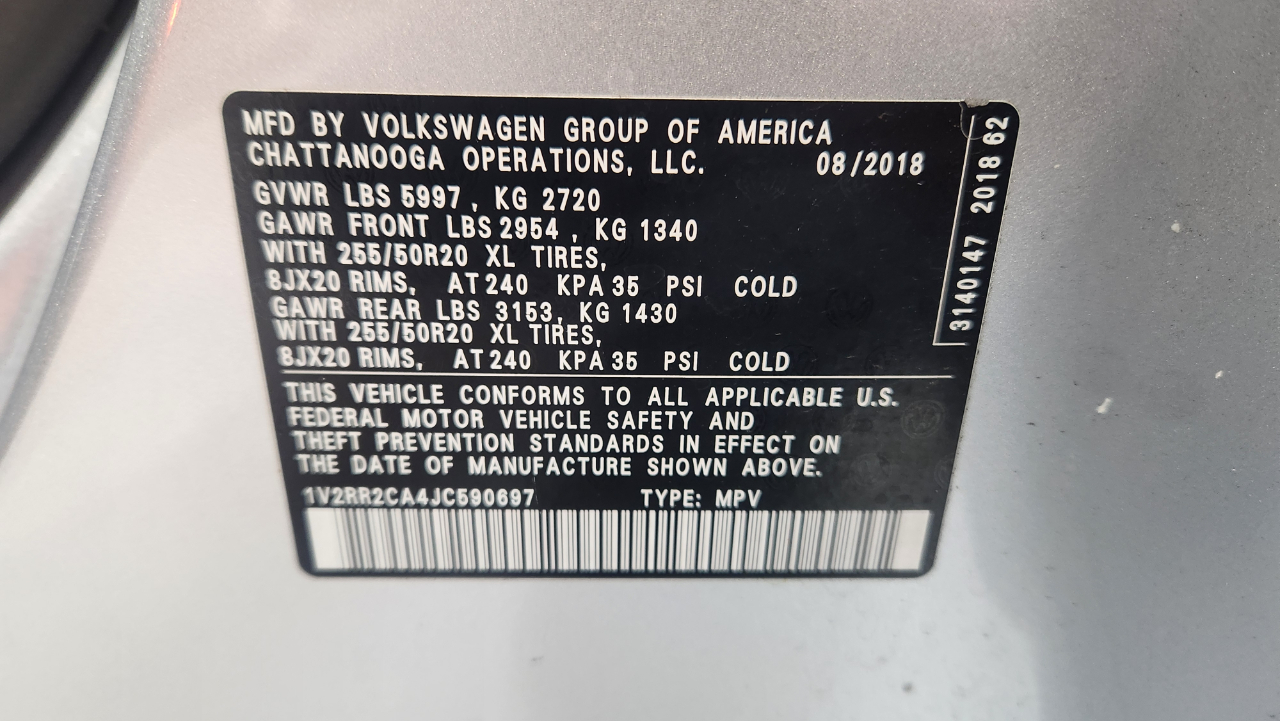 MFD BY VOLKSWAGEN GROUP OF AMERICA
CHATTANOOGA OPERATIONS, LLC. 08/2018
GVWR LBS 5997, KG 2720
GAWR FRONT LBS 2954, KG 1340
WITH 255/50R20 XL TIRES,
8JX20 RIMS, AT 240 KPA 35 PSI COLD
GAWR REAR LBS 3153, KG 1430
WITH 255/50R20 XL TIRES,
8JX20 RIMS, AT 240 KPA 35 PSI COLD
THIS VEHICLE CONFORMS TO ALL APPLICABLE U.S.
FEDERAL MOTOR VEHICLE SAFETY AND
THEFT PREVENTION STANDARDS IN EFFECT ON
THE DATE OF MANUFACTURE SHOWN ABOVE.
1V2RR2CA4JC590697 TYPE: MPV
3140147 2018 62